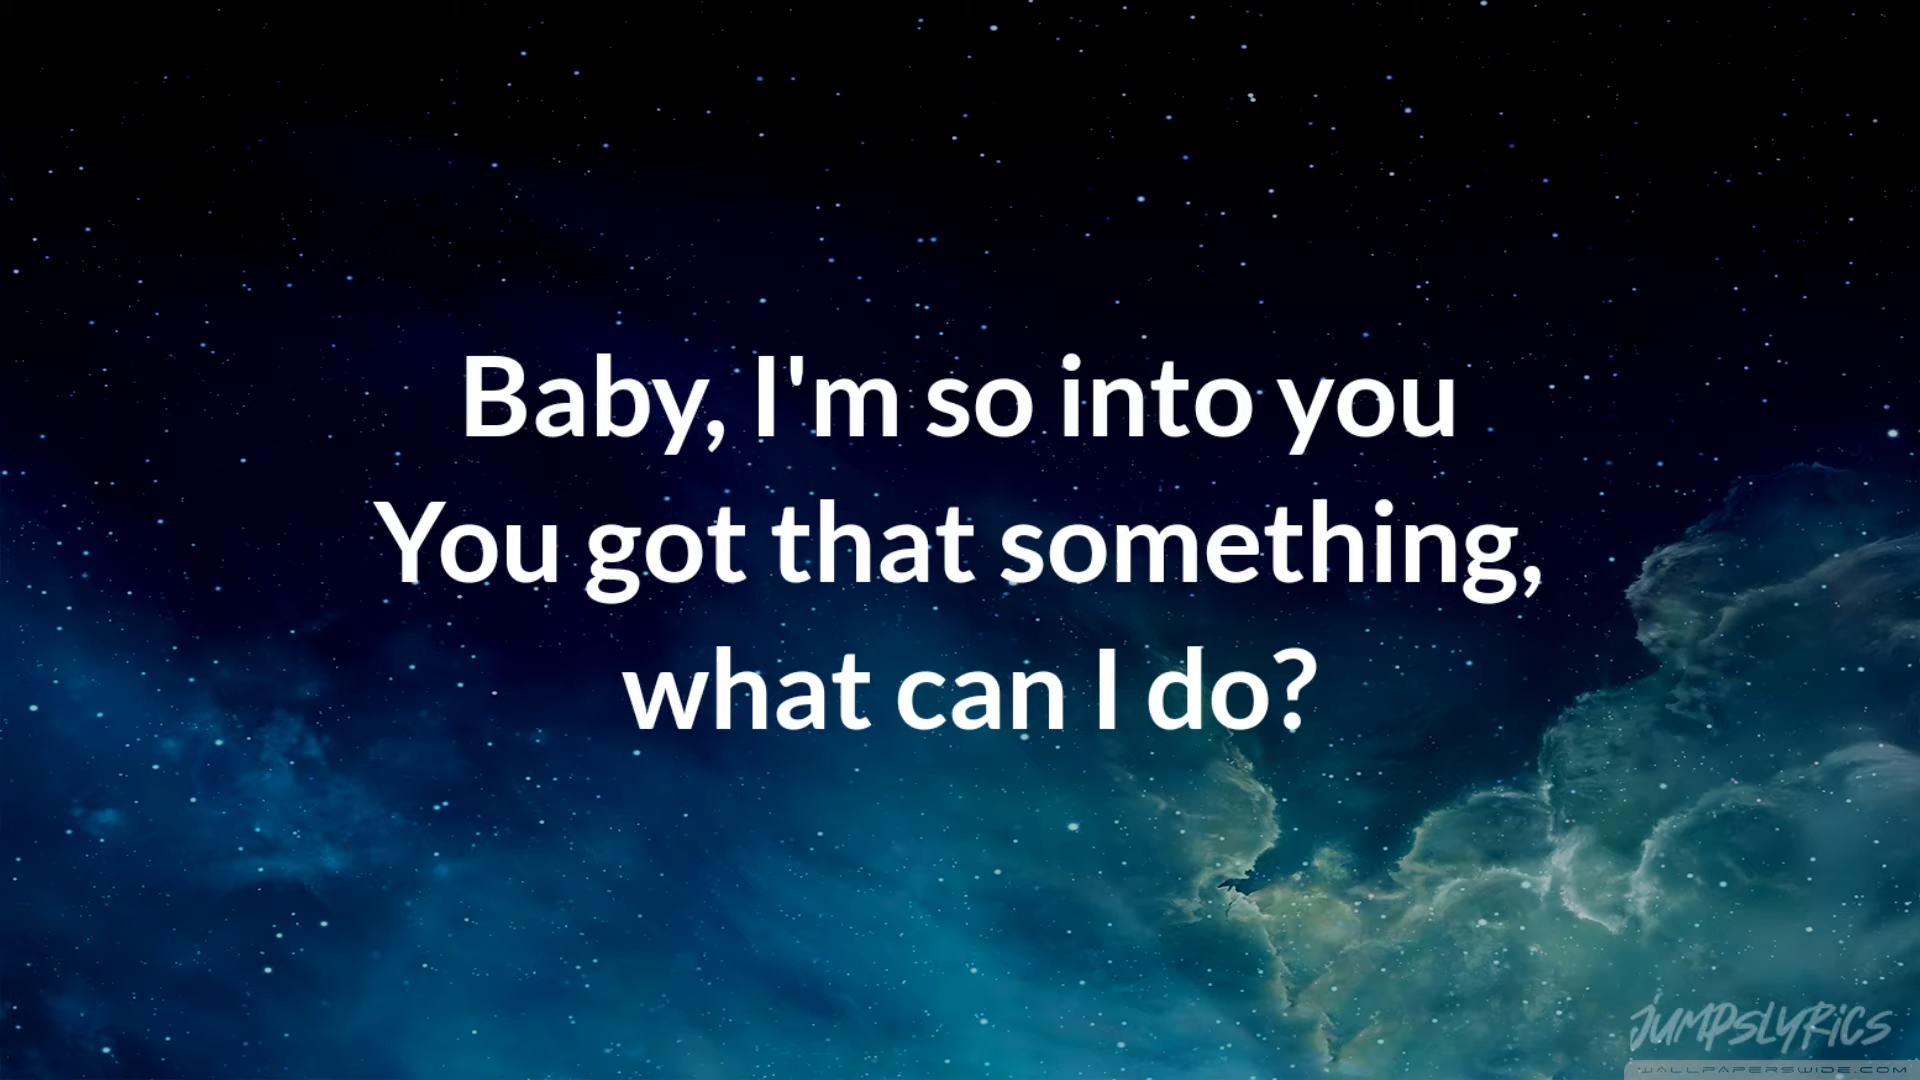 Baby, I'm so into you
You got that something,
what can I do?
JUMPSLYRICS
WALLPAPERSWIDE.COM